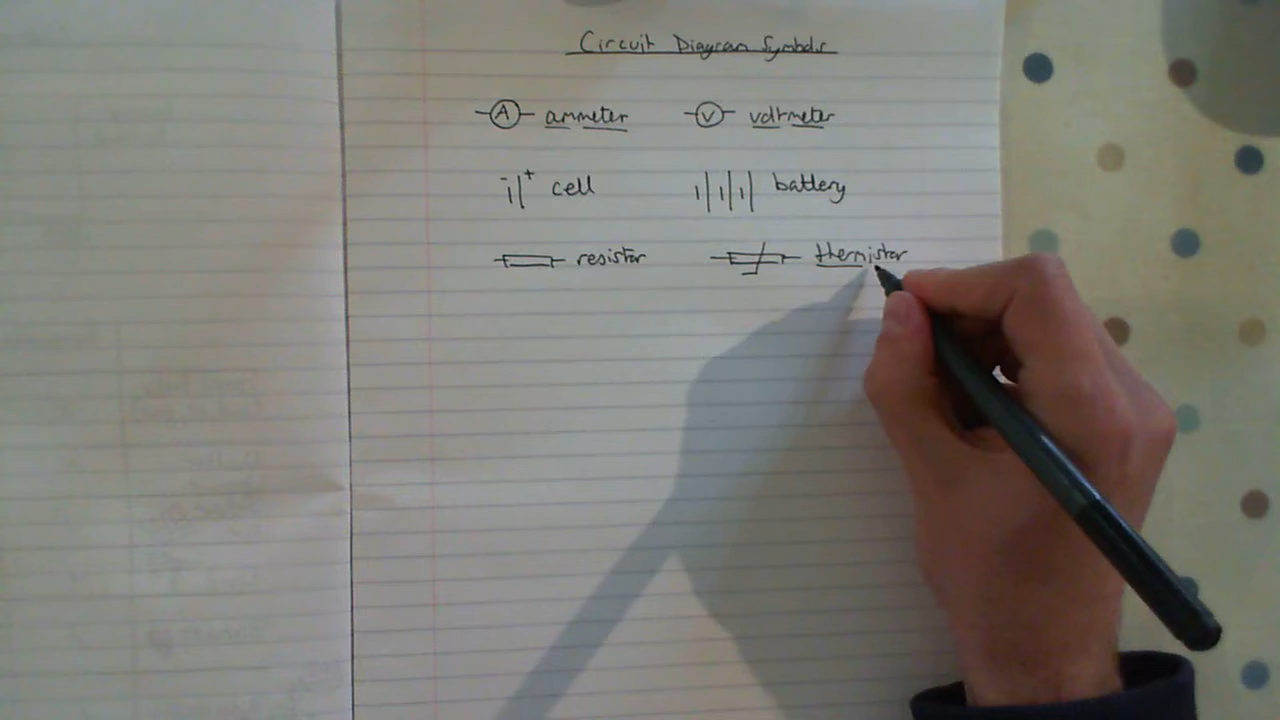 Circuit Diagram Symbols
A ammeter V voltmeter
- + cell battery
resistor thermistor